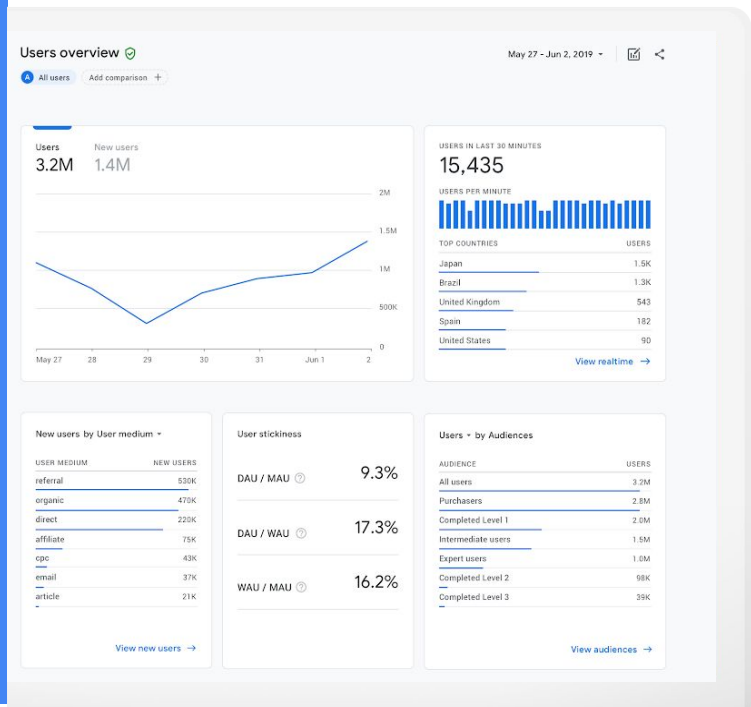 Users overview
May 27 - Jun 2, 2019
A All users Add comparison +
Users New users
3.2M 1.4M
2M
1.5M
1M
500K
0
May 27 28 29 30 31 Jun 1 2
USERS IN LAST 30 MINUTES
15,435
USERS PER MINUTE
TOP COUNTRIES USERS
Japan 1.5K
Brazil 1.3K
United Kingdom 543
Spain 182
United States 90
View realtime →
New users by User medium
USER MEDIUM NEW USERS
referral 530K
organic 470K
direct 220K
affiliate 75K
cpc 43K
email 37K
article 21K
View new users →
User stickiness
DAU / MAU ? 9.3%
DAU / WAU ? 17.3%
WAU / MAU ? 16.2%
Users by Audiences
AUDIENCE USERS
All users 3.2M
Purchasers 2.8M
Completed Level 1 2.0M
Intermediate users 1.5M
Expert users 1.0M
Completed Level 2 98K
Completed Level 3 39K
View audiences →